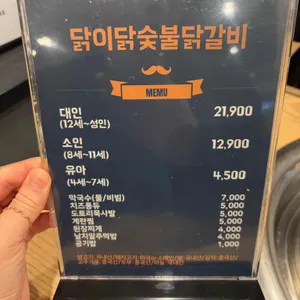 닭이닭숯불닭갈비
MENU
대인 21,900
(12세~성인)
소인 12,900
(8세~11세)
유아 4,500
(4세~7세)
막국수(물/비빔) 7,000
치즈퐁듀 5,000
도토리묵사발 5,000
계란찜 5,000
된장찌개 4,000
날치알주먹밥 4,000
공기밥 1,000